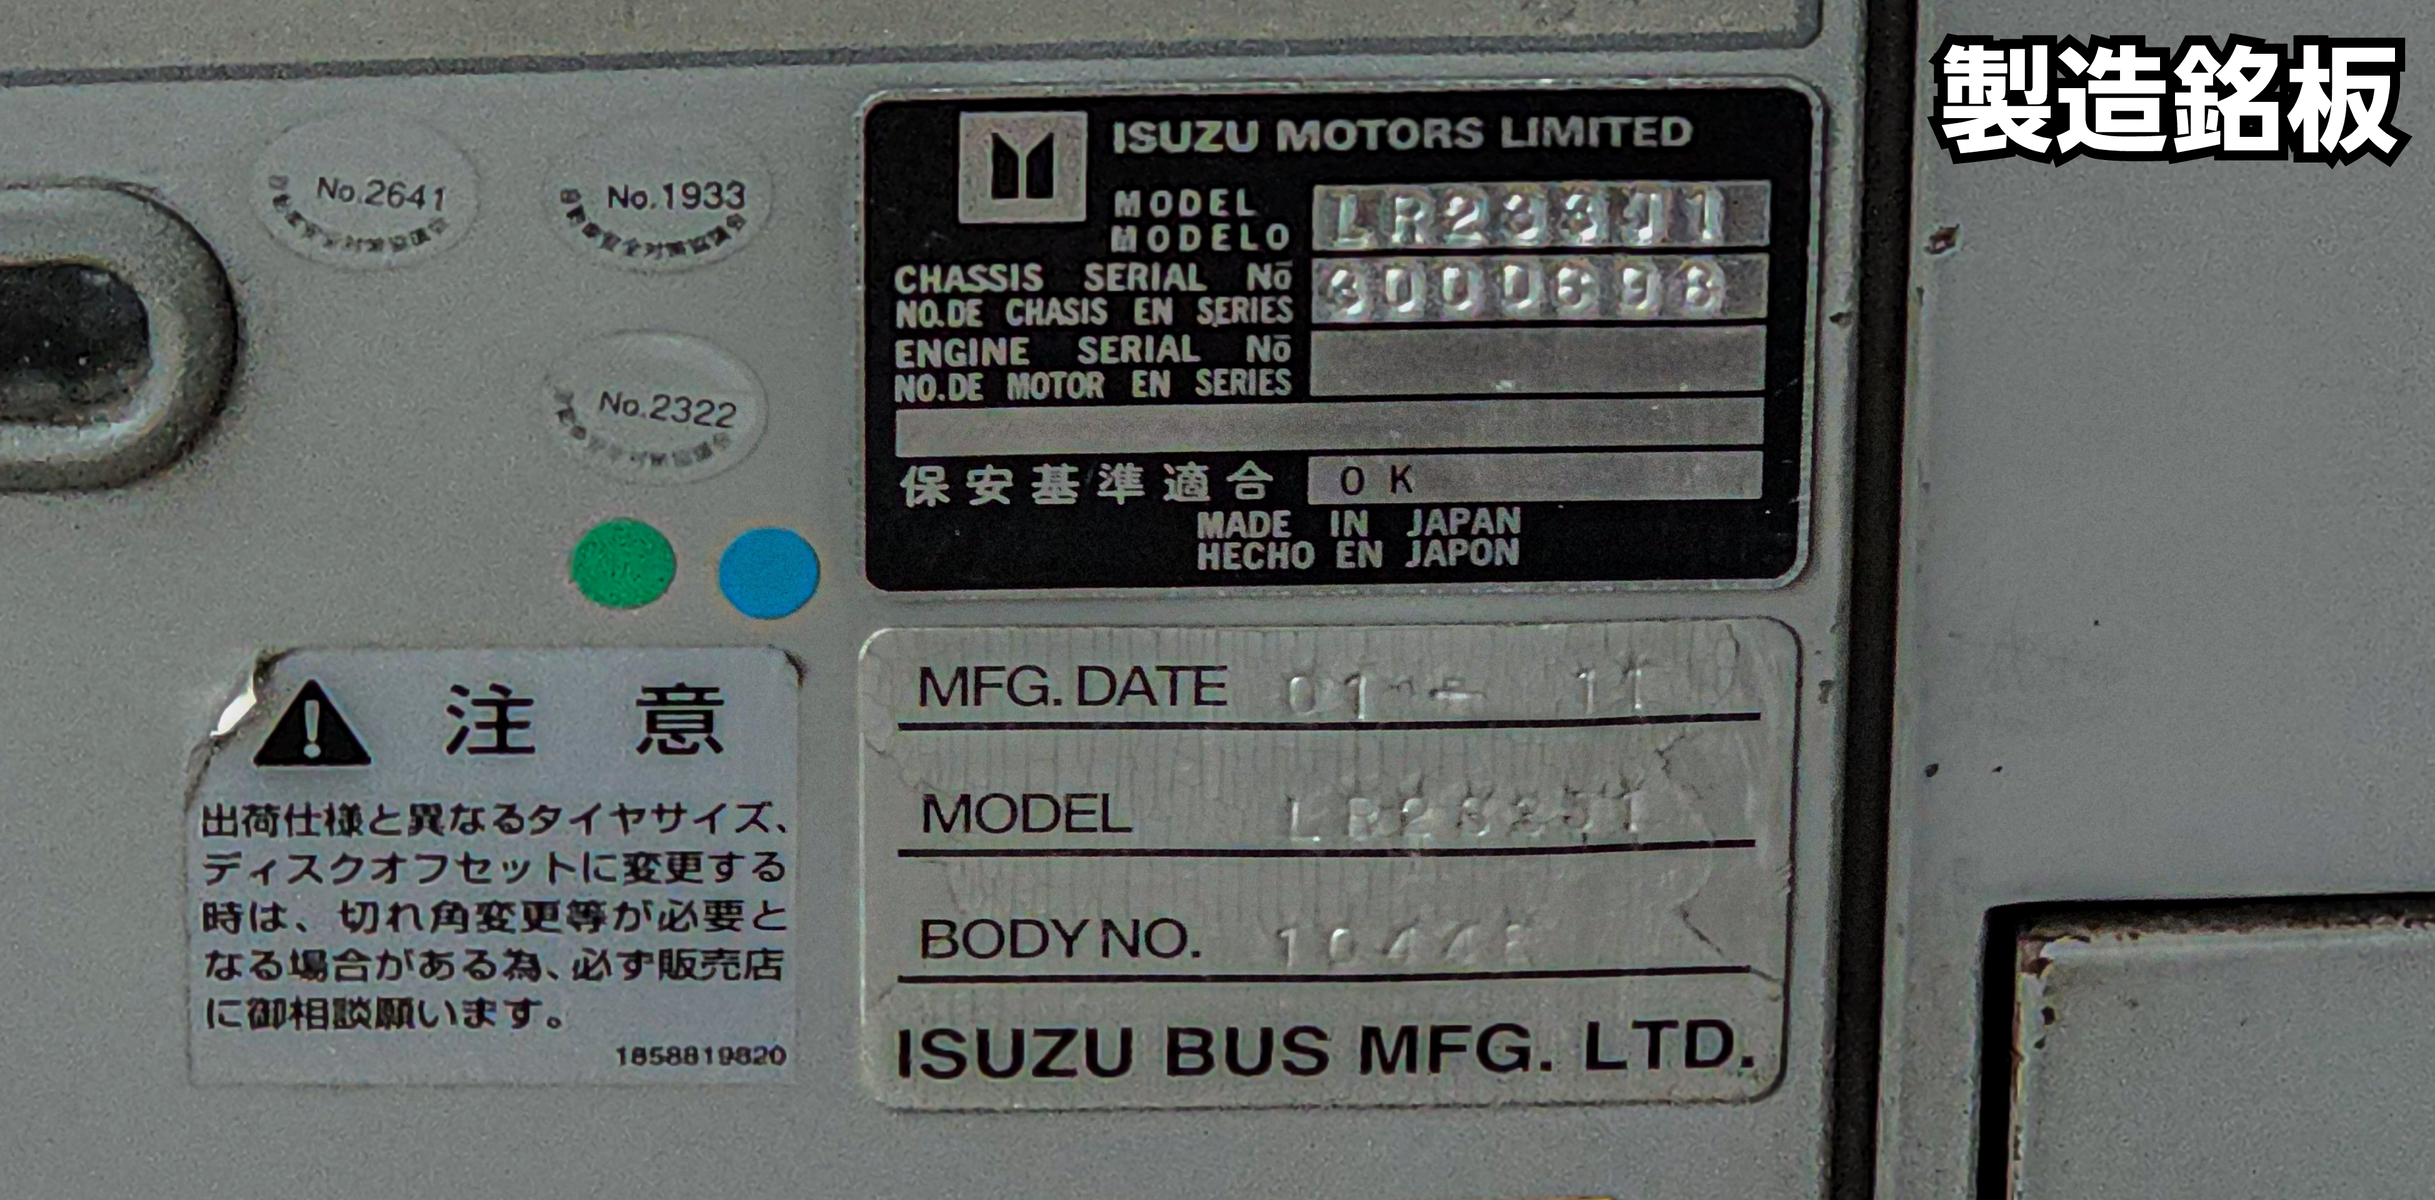 製造銘板
No.2641
No.1933
No.2322
ISUZU MOTORS LIMITED
MODEL LR233J1
MODELO
CHASSIS SERIAL No 3000698
NO.DE CHASIS EN SERIES
ENGINE SERIAL No
NO.DE MOTOR EN SERIES
保安基準適合 OK
MADE IN JAPAN
HECHO EN JAPON
注意
出荷仕様と異なるタイヤサイズ、
ディスクオフセットに変更する
時は、切れ角変更等が必要と
なる場合がある為、必ず販売店
に御相談願います。
1858819820
MFG. DATE 01 - 11
MODEL
BODY NO.
ISUZU BUS MFG. LTD.